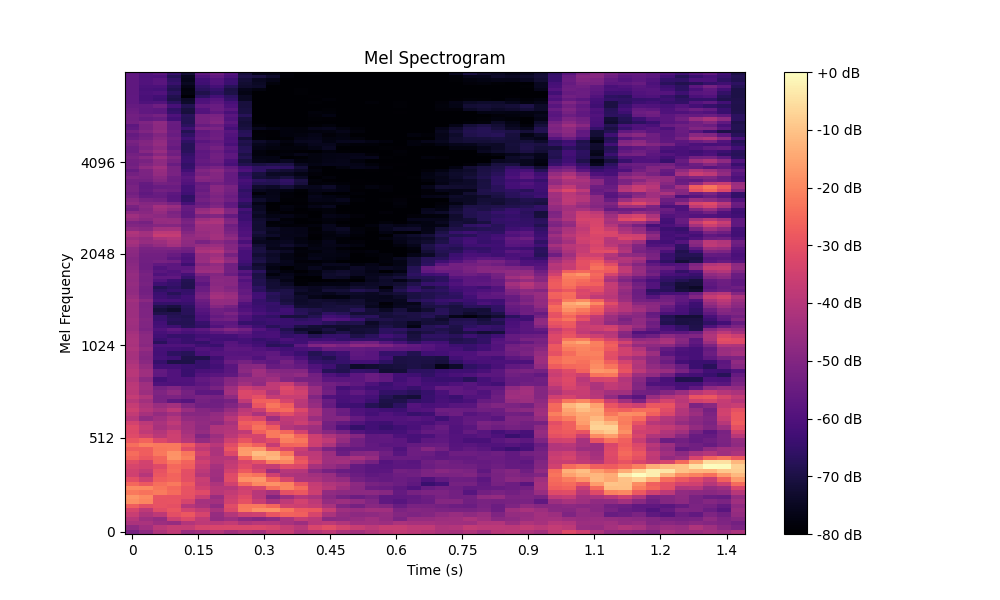 Mel Spectrogram
Mel Frequency
4096
2048
1024
512
0
0 0.15 0.3 0.45 0.6 0.75 0.9 1.1 1.2 1.4
Time (s)
+0 dB
-10 dB
-20 dB
-30 dB
-40 dB
-50 dB
-60 dB
-70 dB
-80 dB